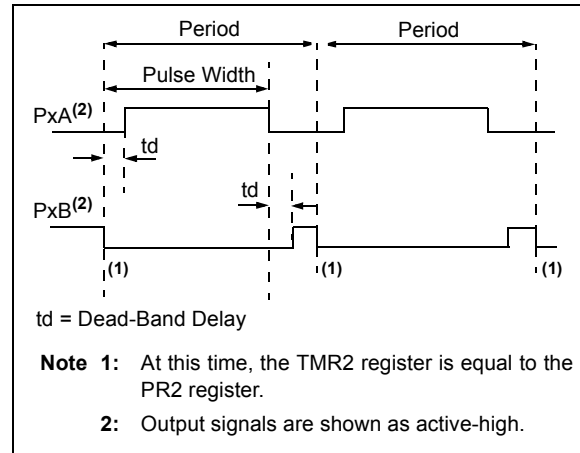 Period Period
Pulse Width
PxA(2)
td
td
PxB(2)
(1) (1) (1)
td = Dead-Band Delay
Note 1: At this time, the TMR2 register is equal to the
PR2 register.
2: Output signals are shown as active-high.